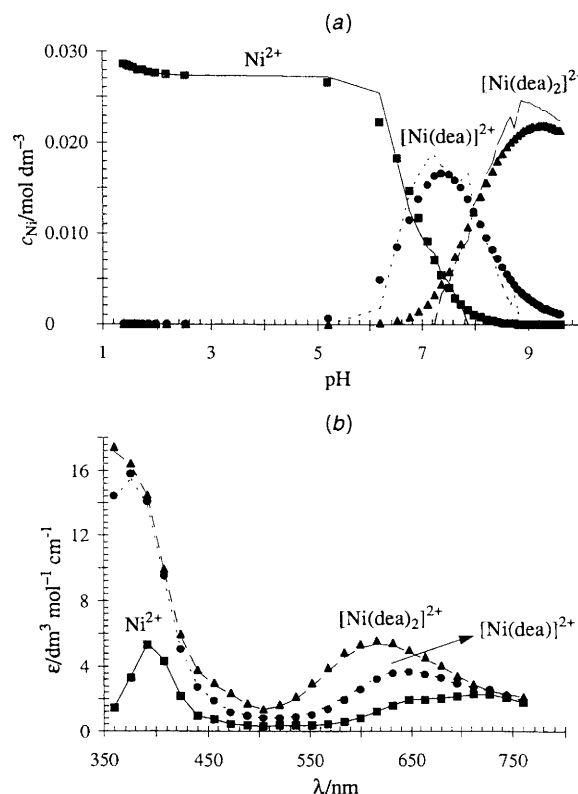 (a)
0.030
0.020
0.010
0
c_Ni/mol dm⁻³
Ni²⁺
[Ni(dea)]²⁺
[Ni(dea)₂]²⁺
1 3 5 7 9
pH
(b)
16
12
8
4
0
ε/dm³ mol⁻¹ cm⁻¹
Ni²⁺
[Ni(dea)₂]²⁺
[Ni(dea)]²⁺
350 450 550 650 750
λ/nm